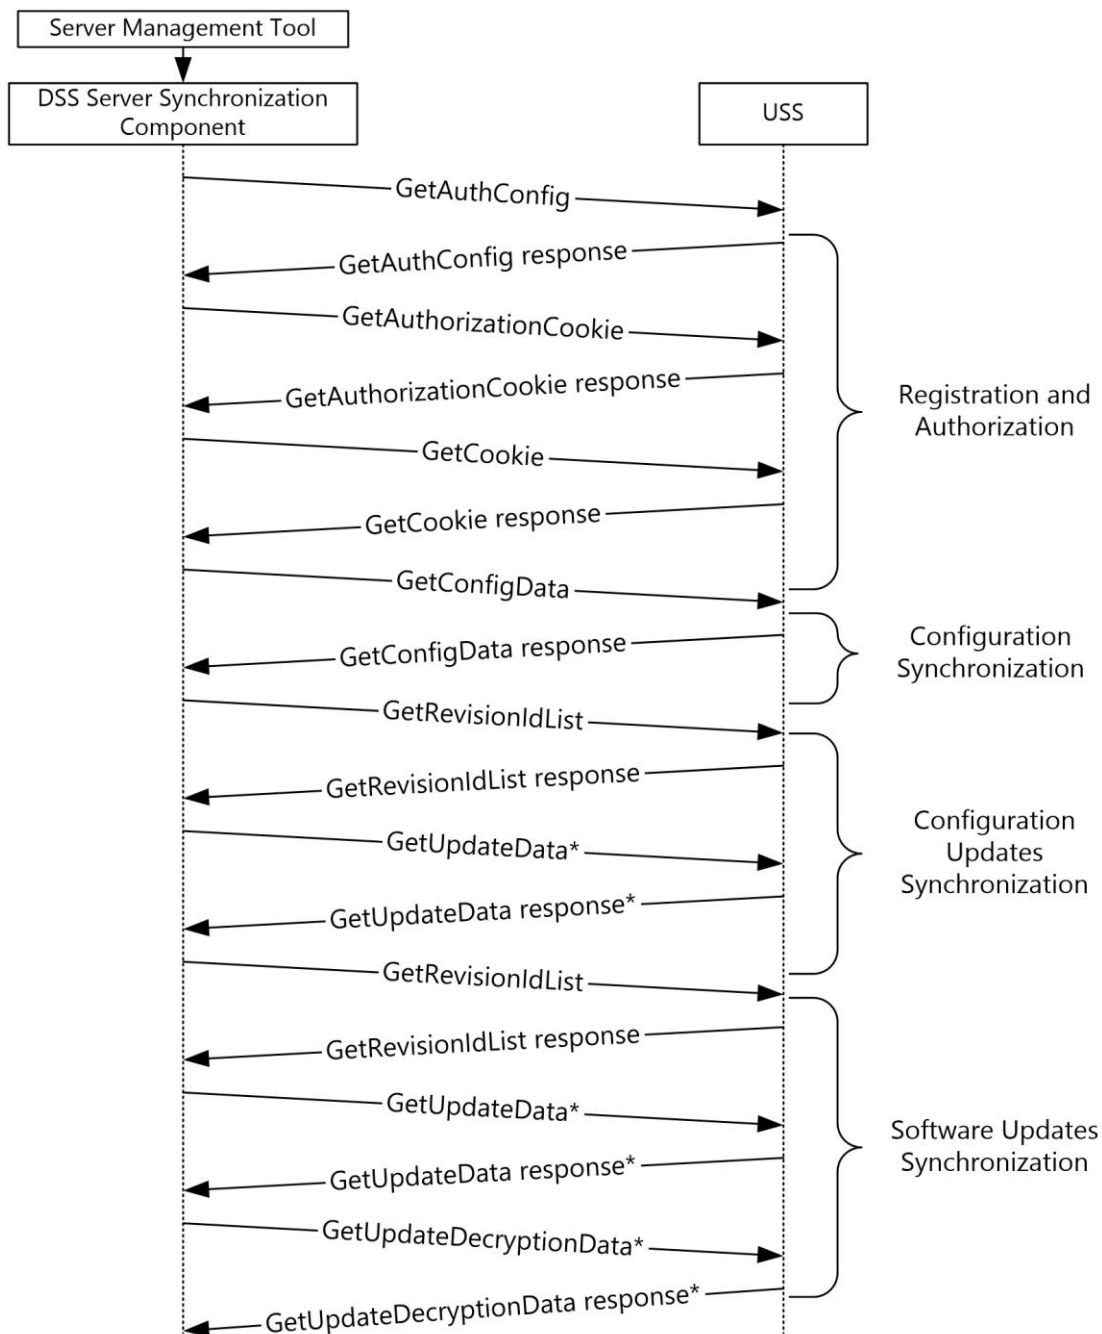 Server Management Tool
DSS Server Synchronization
Component
USS
GetAuthConfig
GetAuthConfig response
GetAuthorizationCookie
GetAuthorizationCookie response
Registration and
Authorization
GetCookie
GetCookie response
GetConfigData
GetConfigData response
Configuration
Synchronization
GetRevisionIdList
GetRevisionIdList response
GetUpdateData*
Configuration
Updates
Synchronization
GetUpdateData response*
GetRevisionIdList
GetRevisionIdList response
GetUpdateData*
GetUpdateData response*
Software Updates
Synchronization
GetUpdateDecryptionData*
GetUpdateDecryptionData response*